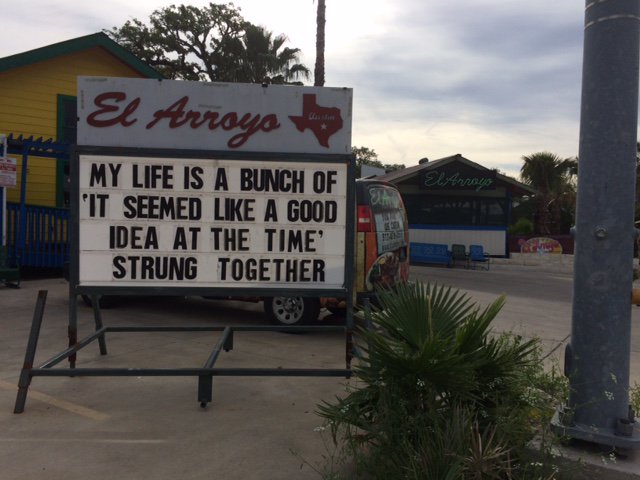 El Arroyo
Austin
MY LIFE IS A BUNCH OF
'IT SEEMED LIKE A GOOD
IDEA AT THE TIME'
STRUNG TOGETHER
El Arroyo